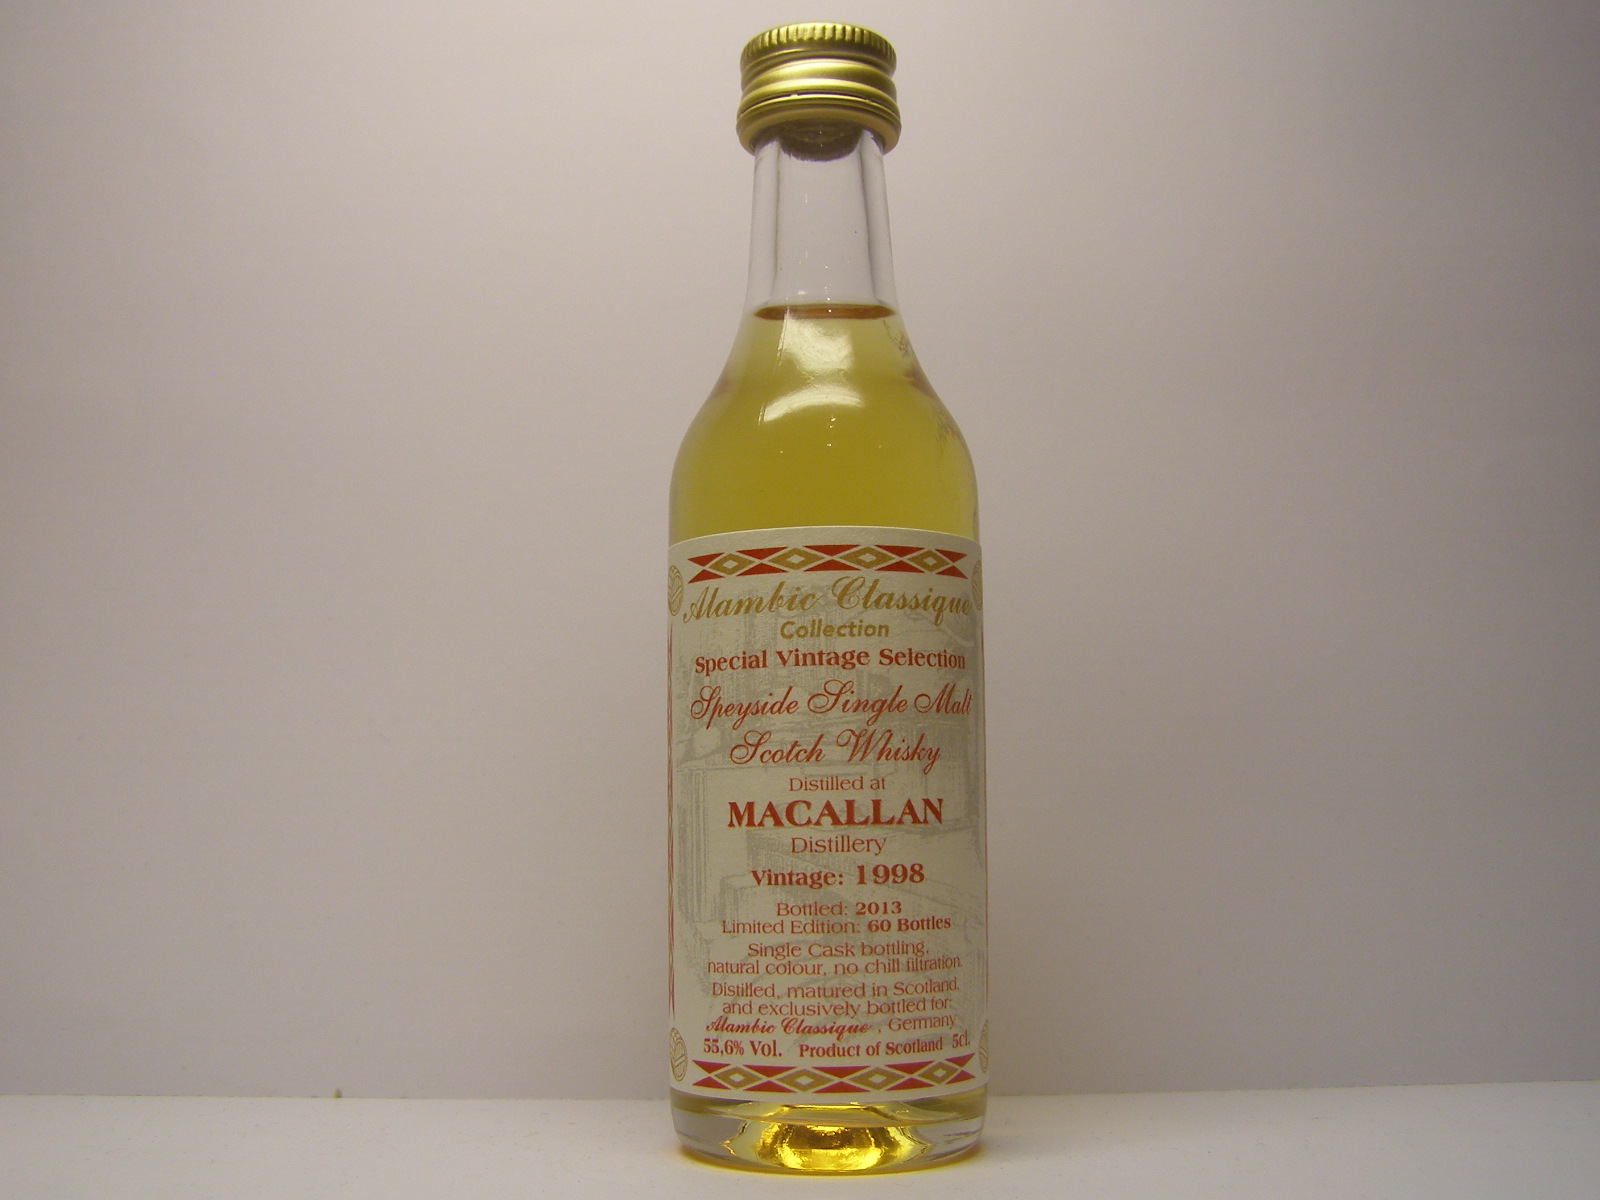 Alambic Classique
Collection
Special Vintage Selection
Speyside Single Malt
Scotch Whisky
Distilled at
MACALLAN
Distillery
Vintage: 1998
Bottled: 2013
Limited Edition: 60 Bottles
Single Cask bottling,
natural colour, no chill filtration.
Distilled, matured in Scotland,
and exclusively bottled for:
Alambic Classique , Germany
55,6% Vol. Product of Scotland 5cl.